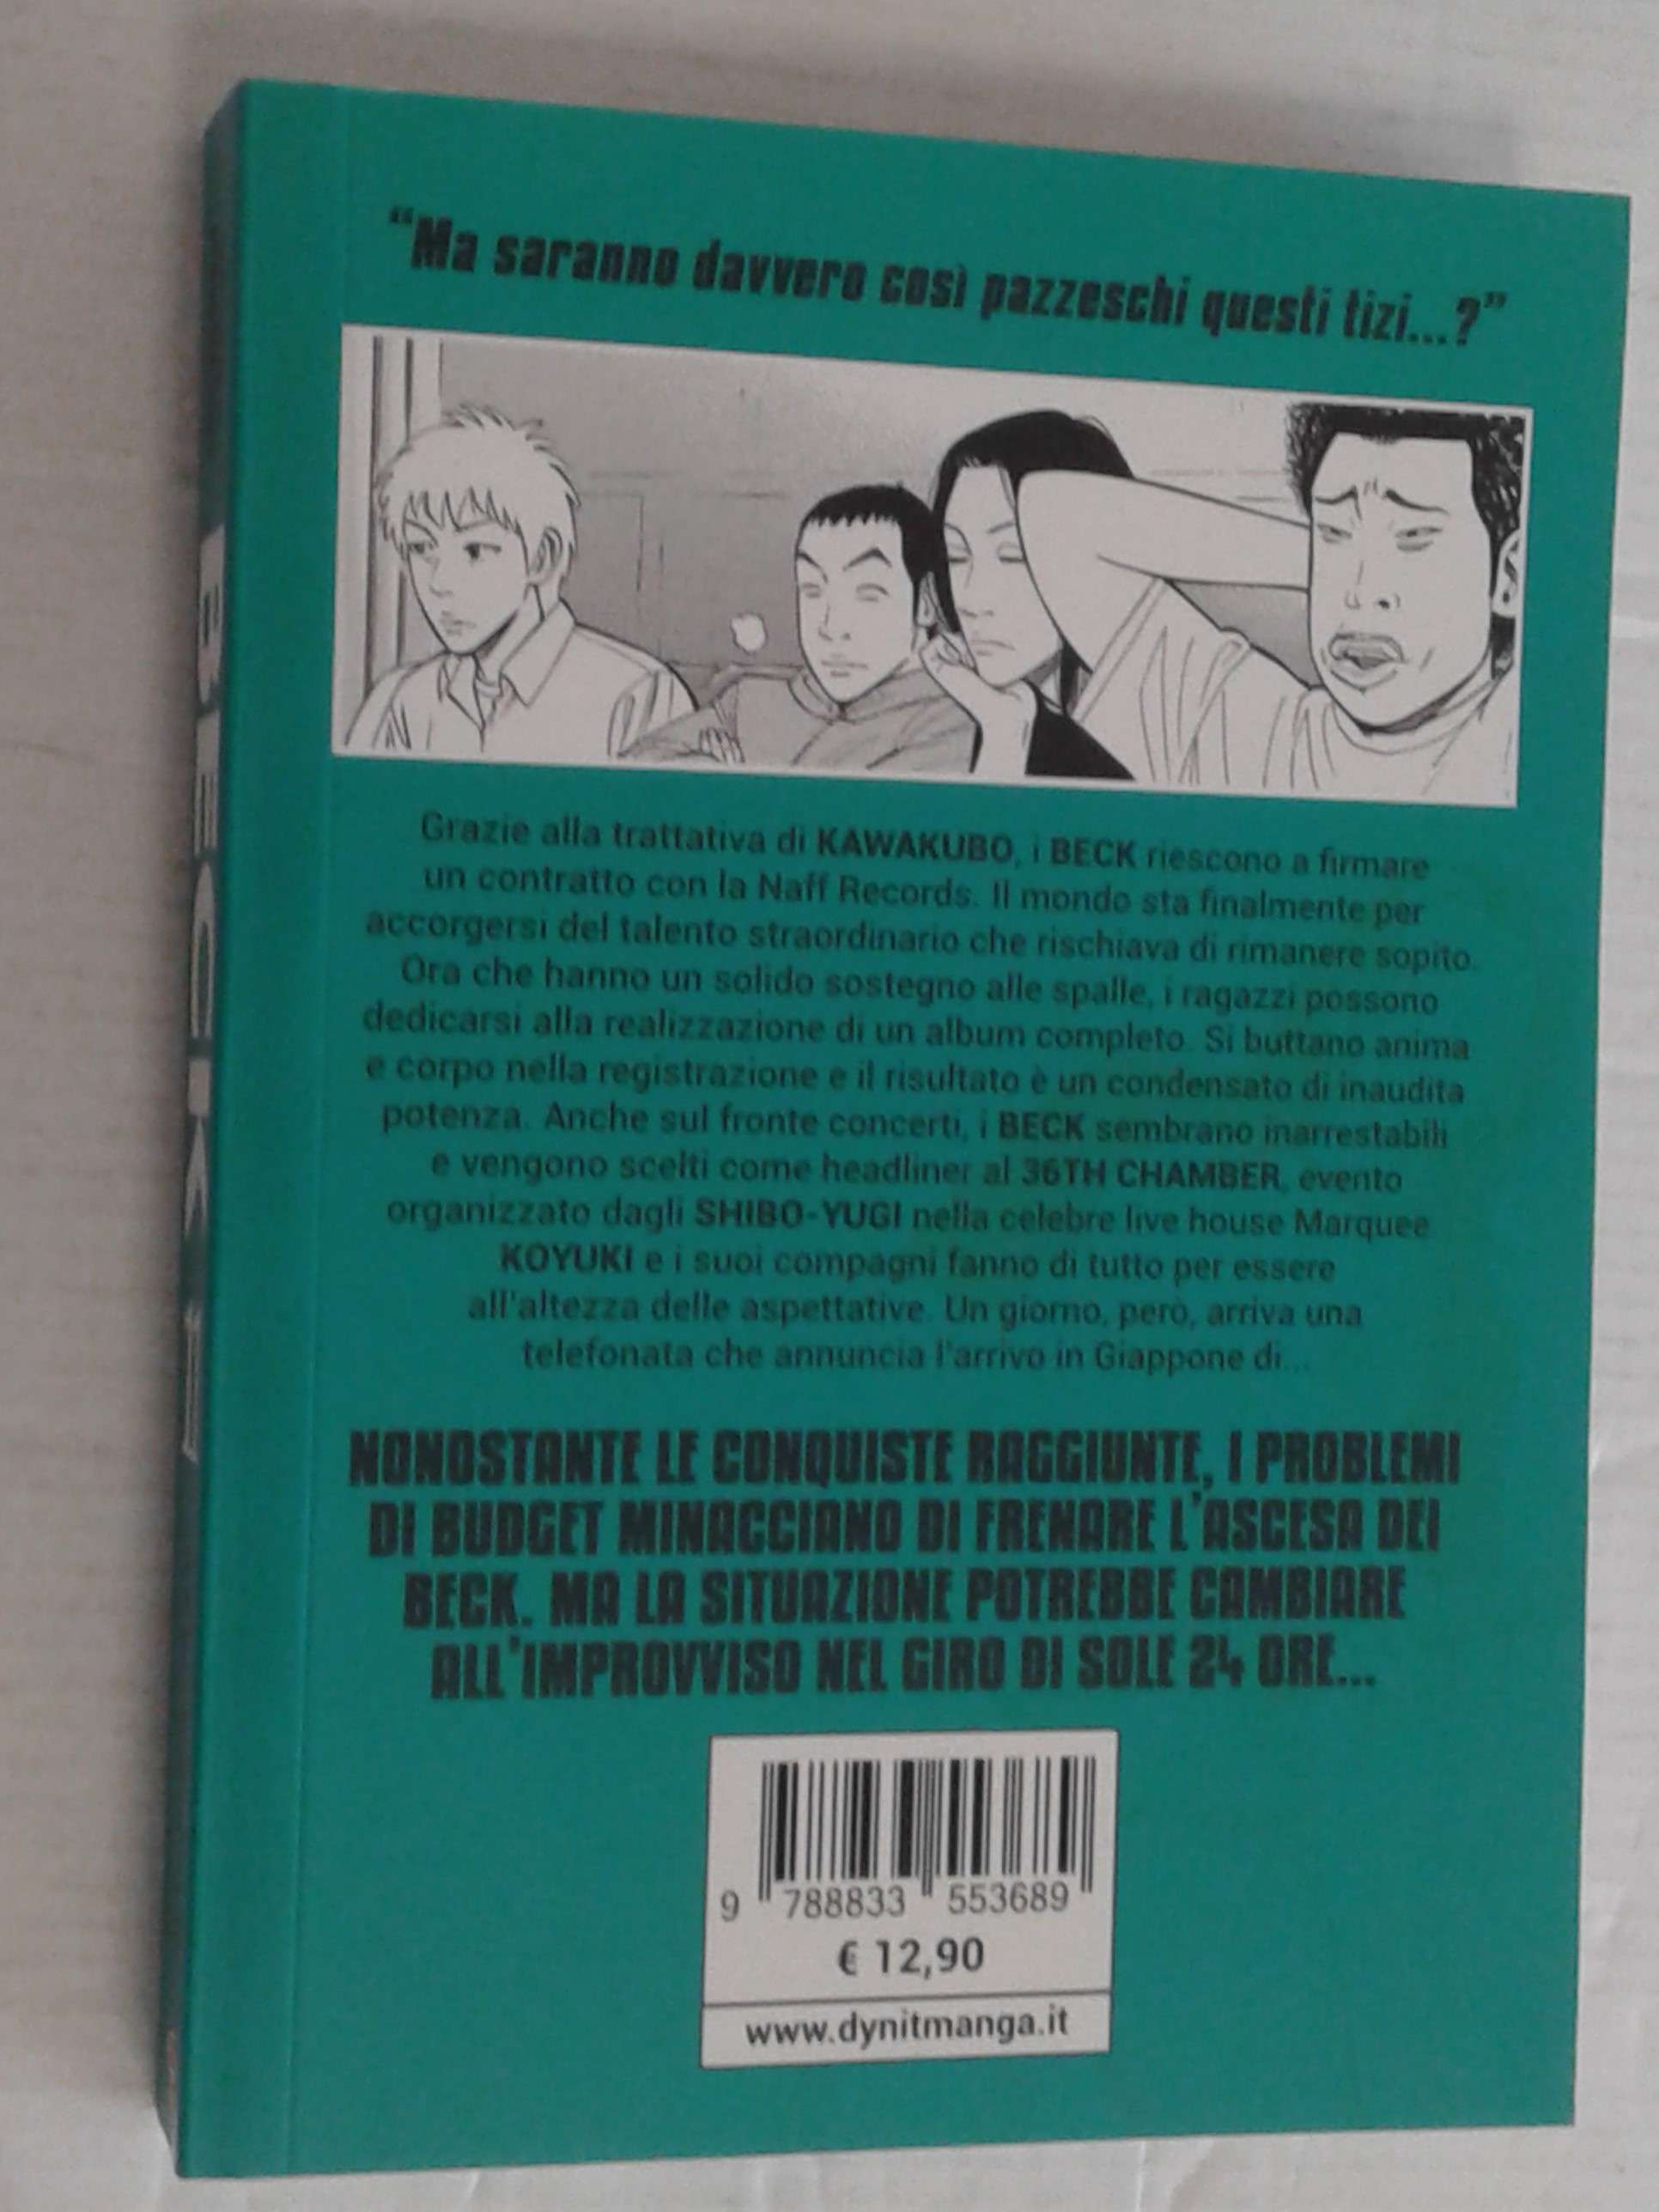 “Ma saranno davvero così pazzeschi questi tizi...?”
Grazie alla trattativa di KAWAKUBO, i BECK riescono a firmare
un contratto con la Naff Records. Il mondo sta finalmente per
accorgersi del talento straordinario che rischiava di rimanere sopito.
Ora che hanno un solido sostegno alle spalle, i ragazzi possono
dedicarsi alla realizzazione di un album completo. Si buttano anima
e corpo nella registrazione e il risultato è un condensato di inaudita
potenza. Anche sul fronte concerti, i BECK sembrano inarrestabili
e vengono scelti come headliner al 36TH CHAMBER, evento
organizzato dagli SHIBO-YUGI nella celebre live house Marquee.
KOYUKI e i suoi compagni fanno di tutto per essere
all'altezza delle aspettative. Un giorno, però, arriva una
telefonata che annuncia l'arrivo in Giappone di...
NONOSTANTE LE CONQUISTE RAGGIUNTE, I PROBLEMI
DI BUDGET MINACCIANO DI FRENARE L'ASCESA DEI
BECK. MA LA SITUAZIONE POTREBBE CAMBIARE
ALL'IMPROVVISO NEL GIRO DI SOLE 24 ORE...
9 788833 553689
€ 12,90
www.dynitmanga.it